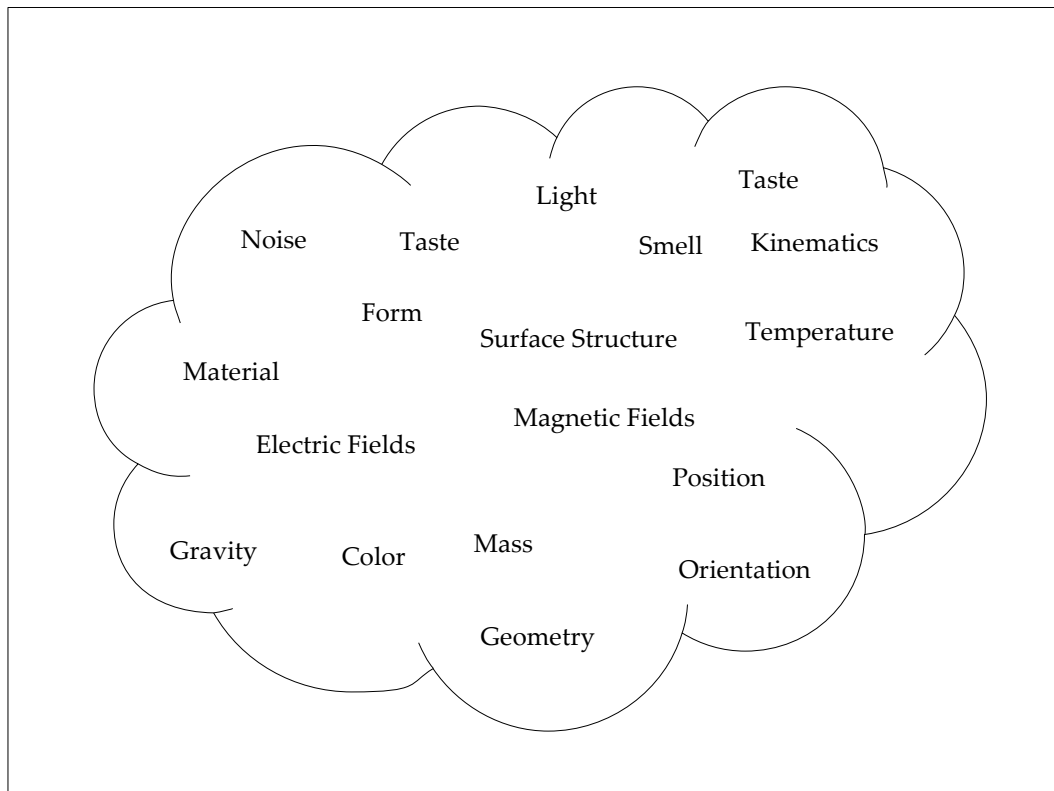 Taste
Light
Noise
Taste
Smell
Kinematics
Form
Surface Structure
Temperature
Material
Magnetic Fields
Electric Fields
Position
Gravity
Color
Mass
Orientation
Geometry